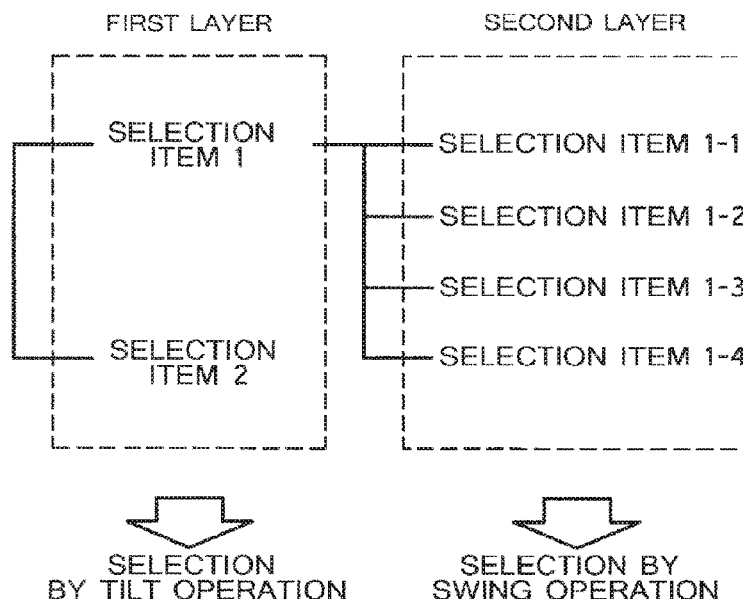 FIRST LAYER
SECOND LAYER
SELECTION
ITEM 1
SELECTION ITEM 1-1
SELECTION ITEM 1-2
SELECTION ITEM 1-3
SELECTION
ITEM 2
SELECTION ITEM 1-4
SELECTION
BY TILT OPERATION
SELECTION BY
SWING OPERATION